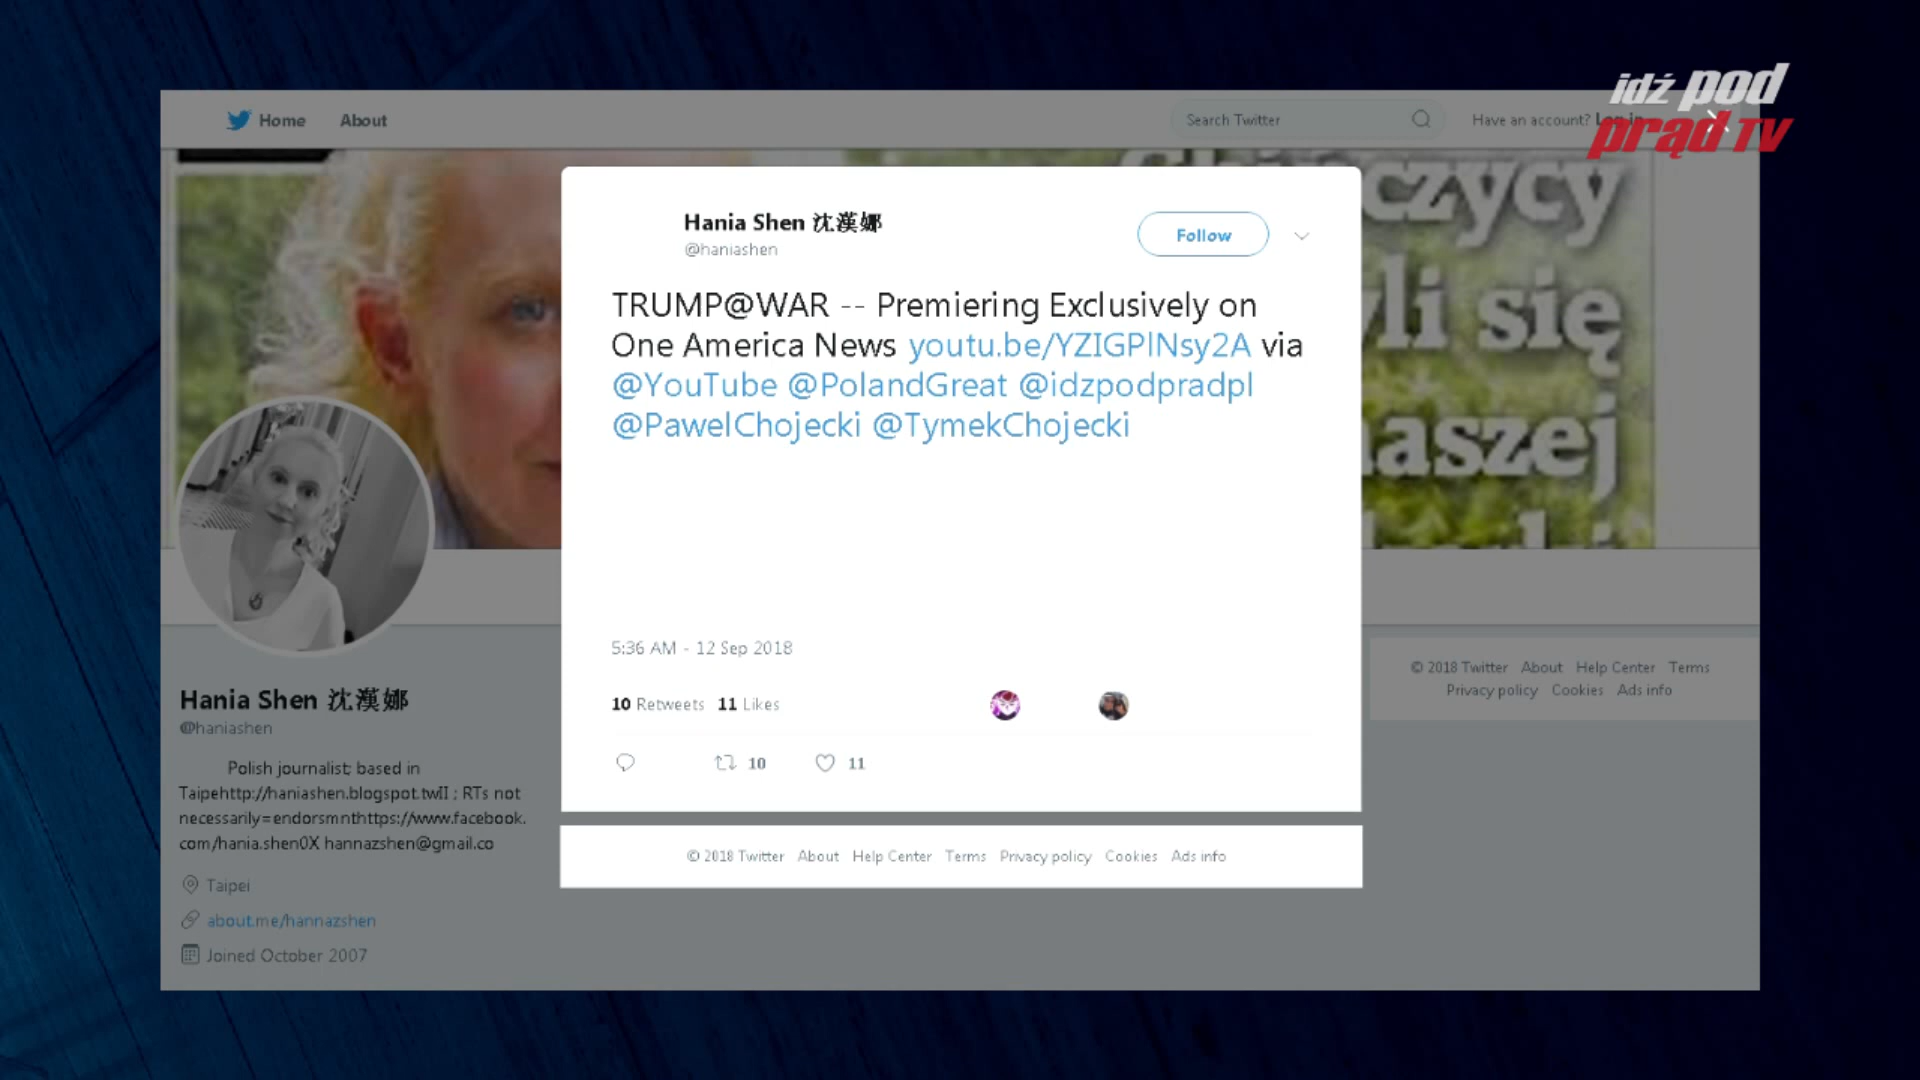 idź pod
prąd TV
Home About Search Twitter Have an account? Log in
czycy
yli się
naszej
Hania Shen 沈漢娜
@haniashen
Follow
TRUMP@WAR -- Premiering Exclusively on
One America News youtu.be/YZIGPlNsy2A via
@YouTube @PolandGreat @idzpodpradpl
@PawelChojecki @TymekChojecki
5:36 AM - 12 Sep 2018
10 Retweets 11 Likes
10 11
© 2018 Twitter About Help Center Terms Privacy policy Cookies Ads info
Hania Shen 沈漢娜
@haniashen
Polish journalist; based in
Taipehttp://haniashen.blogspot.twII ; RTs not
necessarily=endorsmnthttps://www.facebook.
com/hania.shen0X hannazshen@gmail.co
Taipei
about.me/hannazshen
Joined October 2007
© 2018 Twitter About Help Center Terms
Privacy policy Cookies Ads info